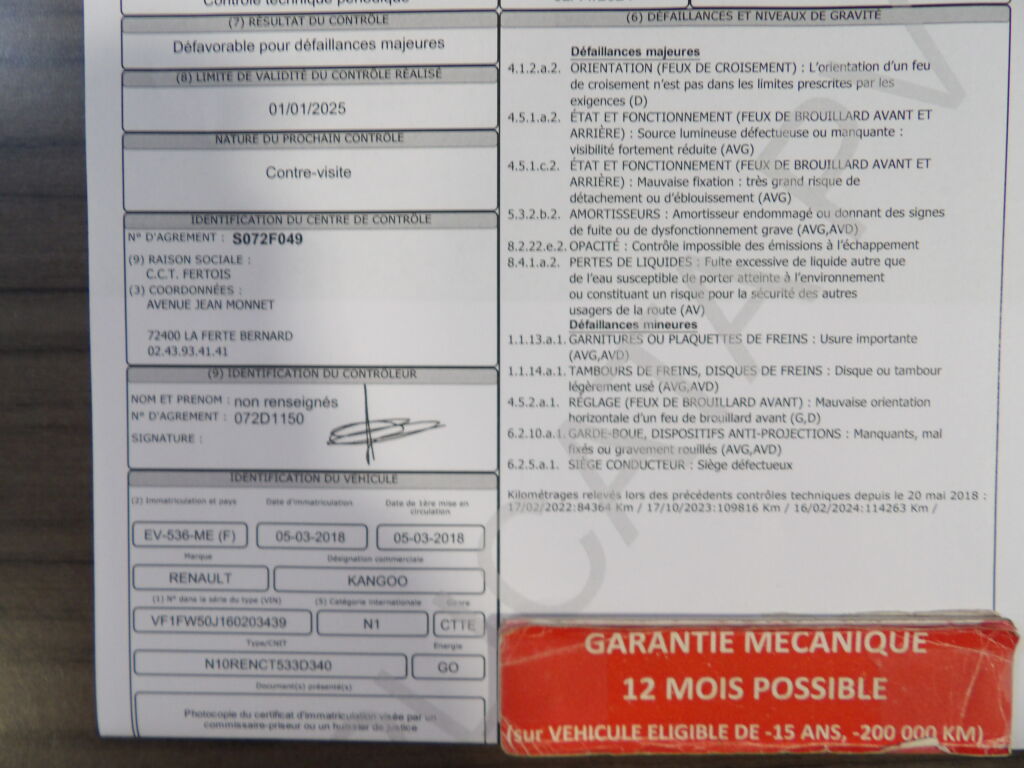 Contrôle technique périodique
(7) RÉSULTAT DU CONTRÔLE
Défavorable pour défaillances majeures
(8) LIMITE DE VALIDITÉ DU CONTRÔLE RÉALISÉ
01/01/2025
NATURE DU PROCHAIN CONTRÔLE
Contre-visite
IDENTIFICATION DU CENTRE DE CONTRÔLE
N° D'AGREMENT : S072F049
(9) RAISON SOCIALE :
C.C.T. FERTOIS
(3) COORDONNÉES :
AVENUE JEAN MONNET
72400 LA FERTE BERNARD
02.43.93.41.41
(9) IDENTIFICATION DU CONTRÔLEUR
NOM ET PRENOM : non renseignés
N° D'AGREMENT : 072D1150
SIGNATURE :
IDENTIFICATION DU VÉHICULE
(2) Immatriculation et pays Date d'immatriculation Date de 1ère mise en
circulation
EV-536-ME (F) 05-03-2018 05-03-2018
Marque Désignation commerciale
RENAULT KANGOO
(1) N° dans la série du type (VIN) (5) Catégorie internationale Genre
VF1FW50J160203439 N1 CTTE
Type/CNIT Energie
N10RENCT533D340 GO
Document(s) présenté(s)
Photocopie du certificat d'immatriculation visée par un
commissaire-priseur ou un huissier de justice
(6) DÉFAILLANCES ET NIVEAUX DE GRAVITÉ
Défaillances majeures
4.1.2.a.2. ORIENTATION (FEUX DE CROISEMENT) : L'orientation d'un feu
de croisement n'est pas dans les limites prescrites par les
exigences (D)
4.5.1.a.2. ÉTAT ET FONCTIONNEMENT (FEUX DE BROUILLARD AVANT ET
ARRIÈRE) : Source lumineuse défectueuse ou manquante :
visibilité fortement réduite (AVG)
4.5.1.c.2. ÉTAT ET FONCTIONNEMENT (FEUX DE BROUILLARD AVANT ET
ARRIÈRE) : Mauvaise fixation : très grand risque de
détachement ou d'éblouissement (AVG)
5.3.2.b.2. AMORTISSEURS : Amortisseur endommagé ou donnant des signes
de fuite ou de dysfonctionnement grave (AVG,AVD)
8.2.22.e.2. OPACITÉ : Contrôle impossible des émissions à l'échappement
8.4.1.a.2. PERTES DE LIQUIDES : Fuite excessive de liquide autre que
de l'eau susceptible de porter atteinte à l'environnement
ou constituant un risque pour la sécurité des autres
usagers de la route (AV)
Défaillances mineures
1.1.13.a.1. GARNITURES OU PLAQUETTES DE FREINS : Usure importante
(AVG,AVD)
1.1.14.a.1. TAMBOURS DE FREINS, DISQUES DE FREINS : Disque ou tambour
légèrement usé (AVG,AVD)
4.5.2.a.1. RÉGLAGE (FEUX DE BROUILLARD AVANT) : Mauvaise orientation
horizontale d'un feu de brouillard avant (G,D)
6.2.10.a.1. GARDE-BOUE, DISPOSITIFS ANTI-PROJECTIONS : Manquants, mal
fixés ou gravement rouillés (AVG,AVD)
6.2.5.a.1. SIÈGE CONDUCTEUR : Siège défectueux
Kilométrages relevés lors des précédents contrôles techniques depuis le 20 mai 2018 :
17/02/2022:84364 Km / 17/10/2023:109816 Km / 16/02/2024:114263 Km /
GARANTIE MECANIQUE
12 MOIS POSSIBLE
(sur VEHICULE ELIGIBLE DE -15 ANS, -200 000 KM)